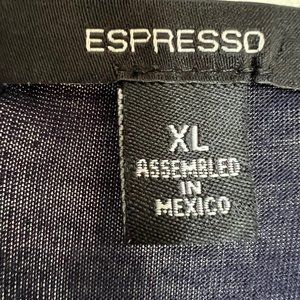 ESPRESSO
XL
ASSEMBLED
IN
MEXICO